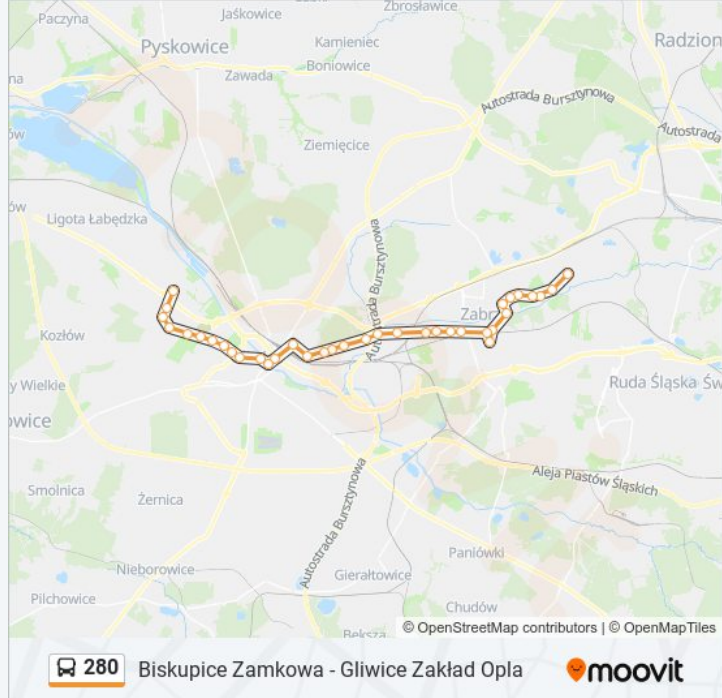 Paczyna
Jaśkowice
Zbrosławice
Pyskowice
Kamieniec
Boniowice
Zawada
Radzion
Autostrada Bursztynowa
Autostrada
Ziemięcice
Ligota Łabędzka
Autostrada Bursztynowa
Zabr
Kozłów
y Wielkie
Ruda Śląska
Św
owice
Smolnica
Żernica
Autostrada Bursztynowa
Aleja Piastów Śląskich
Nieborowice
Gierałtowice
Paniówki
Pilchowice
Chudów
© OpenStreetMap contributors | © OpenMapTiles
280 Biskupice Zamkowa - Gliwice Zakład Opla
moovit